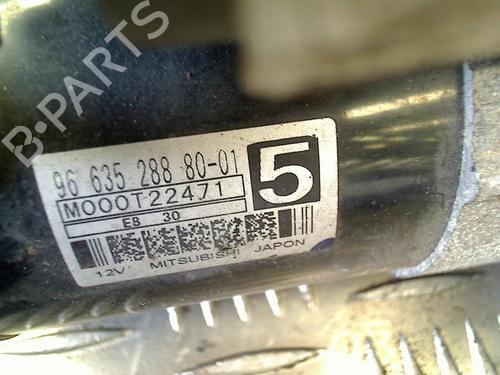 B·PARTS
96 635 288 80-01
5
M000T22471
E8 30
12V MITSUBISHI JAPON